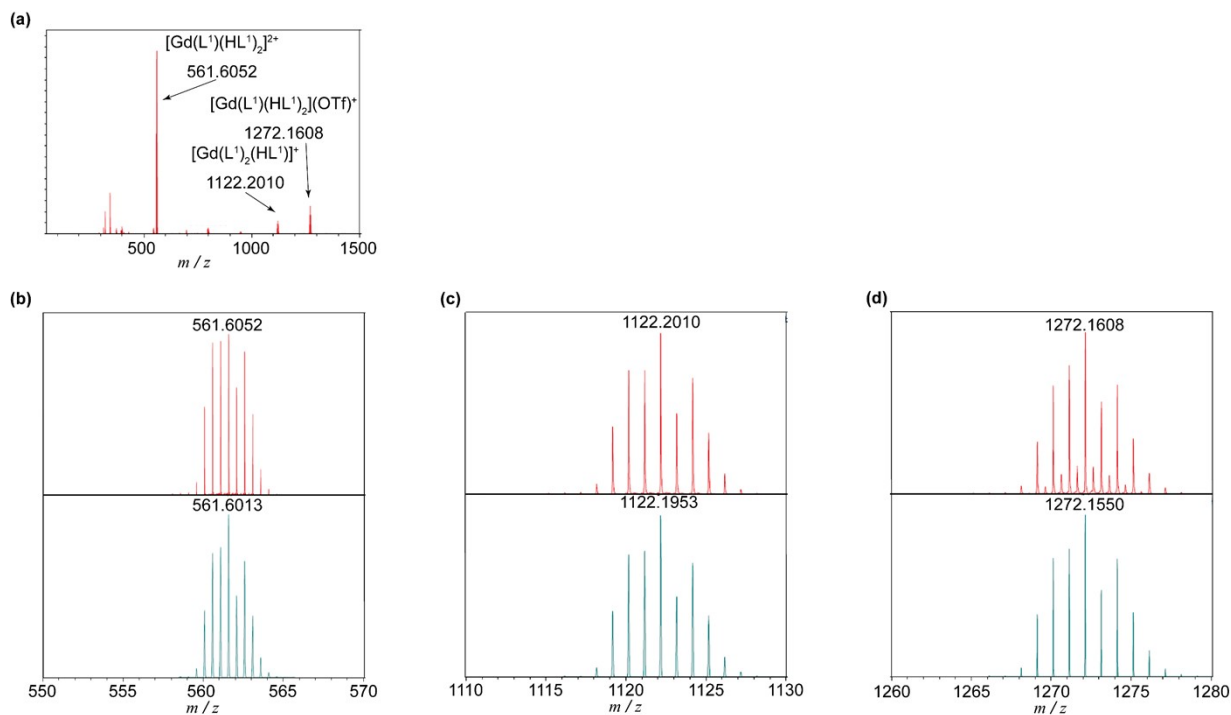 (a)
[Gd(L¹)(HL¹)₂]²⁺
561.6052
[Gd(L¹)(HL¹)₂](OTf)⁺
1272.1608
[Gd(L¹)₂(HL¹)]⁺
1122.2010
500 1000 1500
m / z
(b) (c) (d)
561.6052 1122.2010 1272.1608
561.6013 1122.1953 1272.1550
550 555 560 565 570 1110 1115 1120 1125 1130 1260 1265 1270 1275 1280
m / z m / z m / z